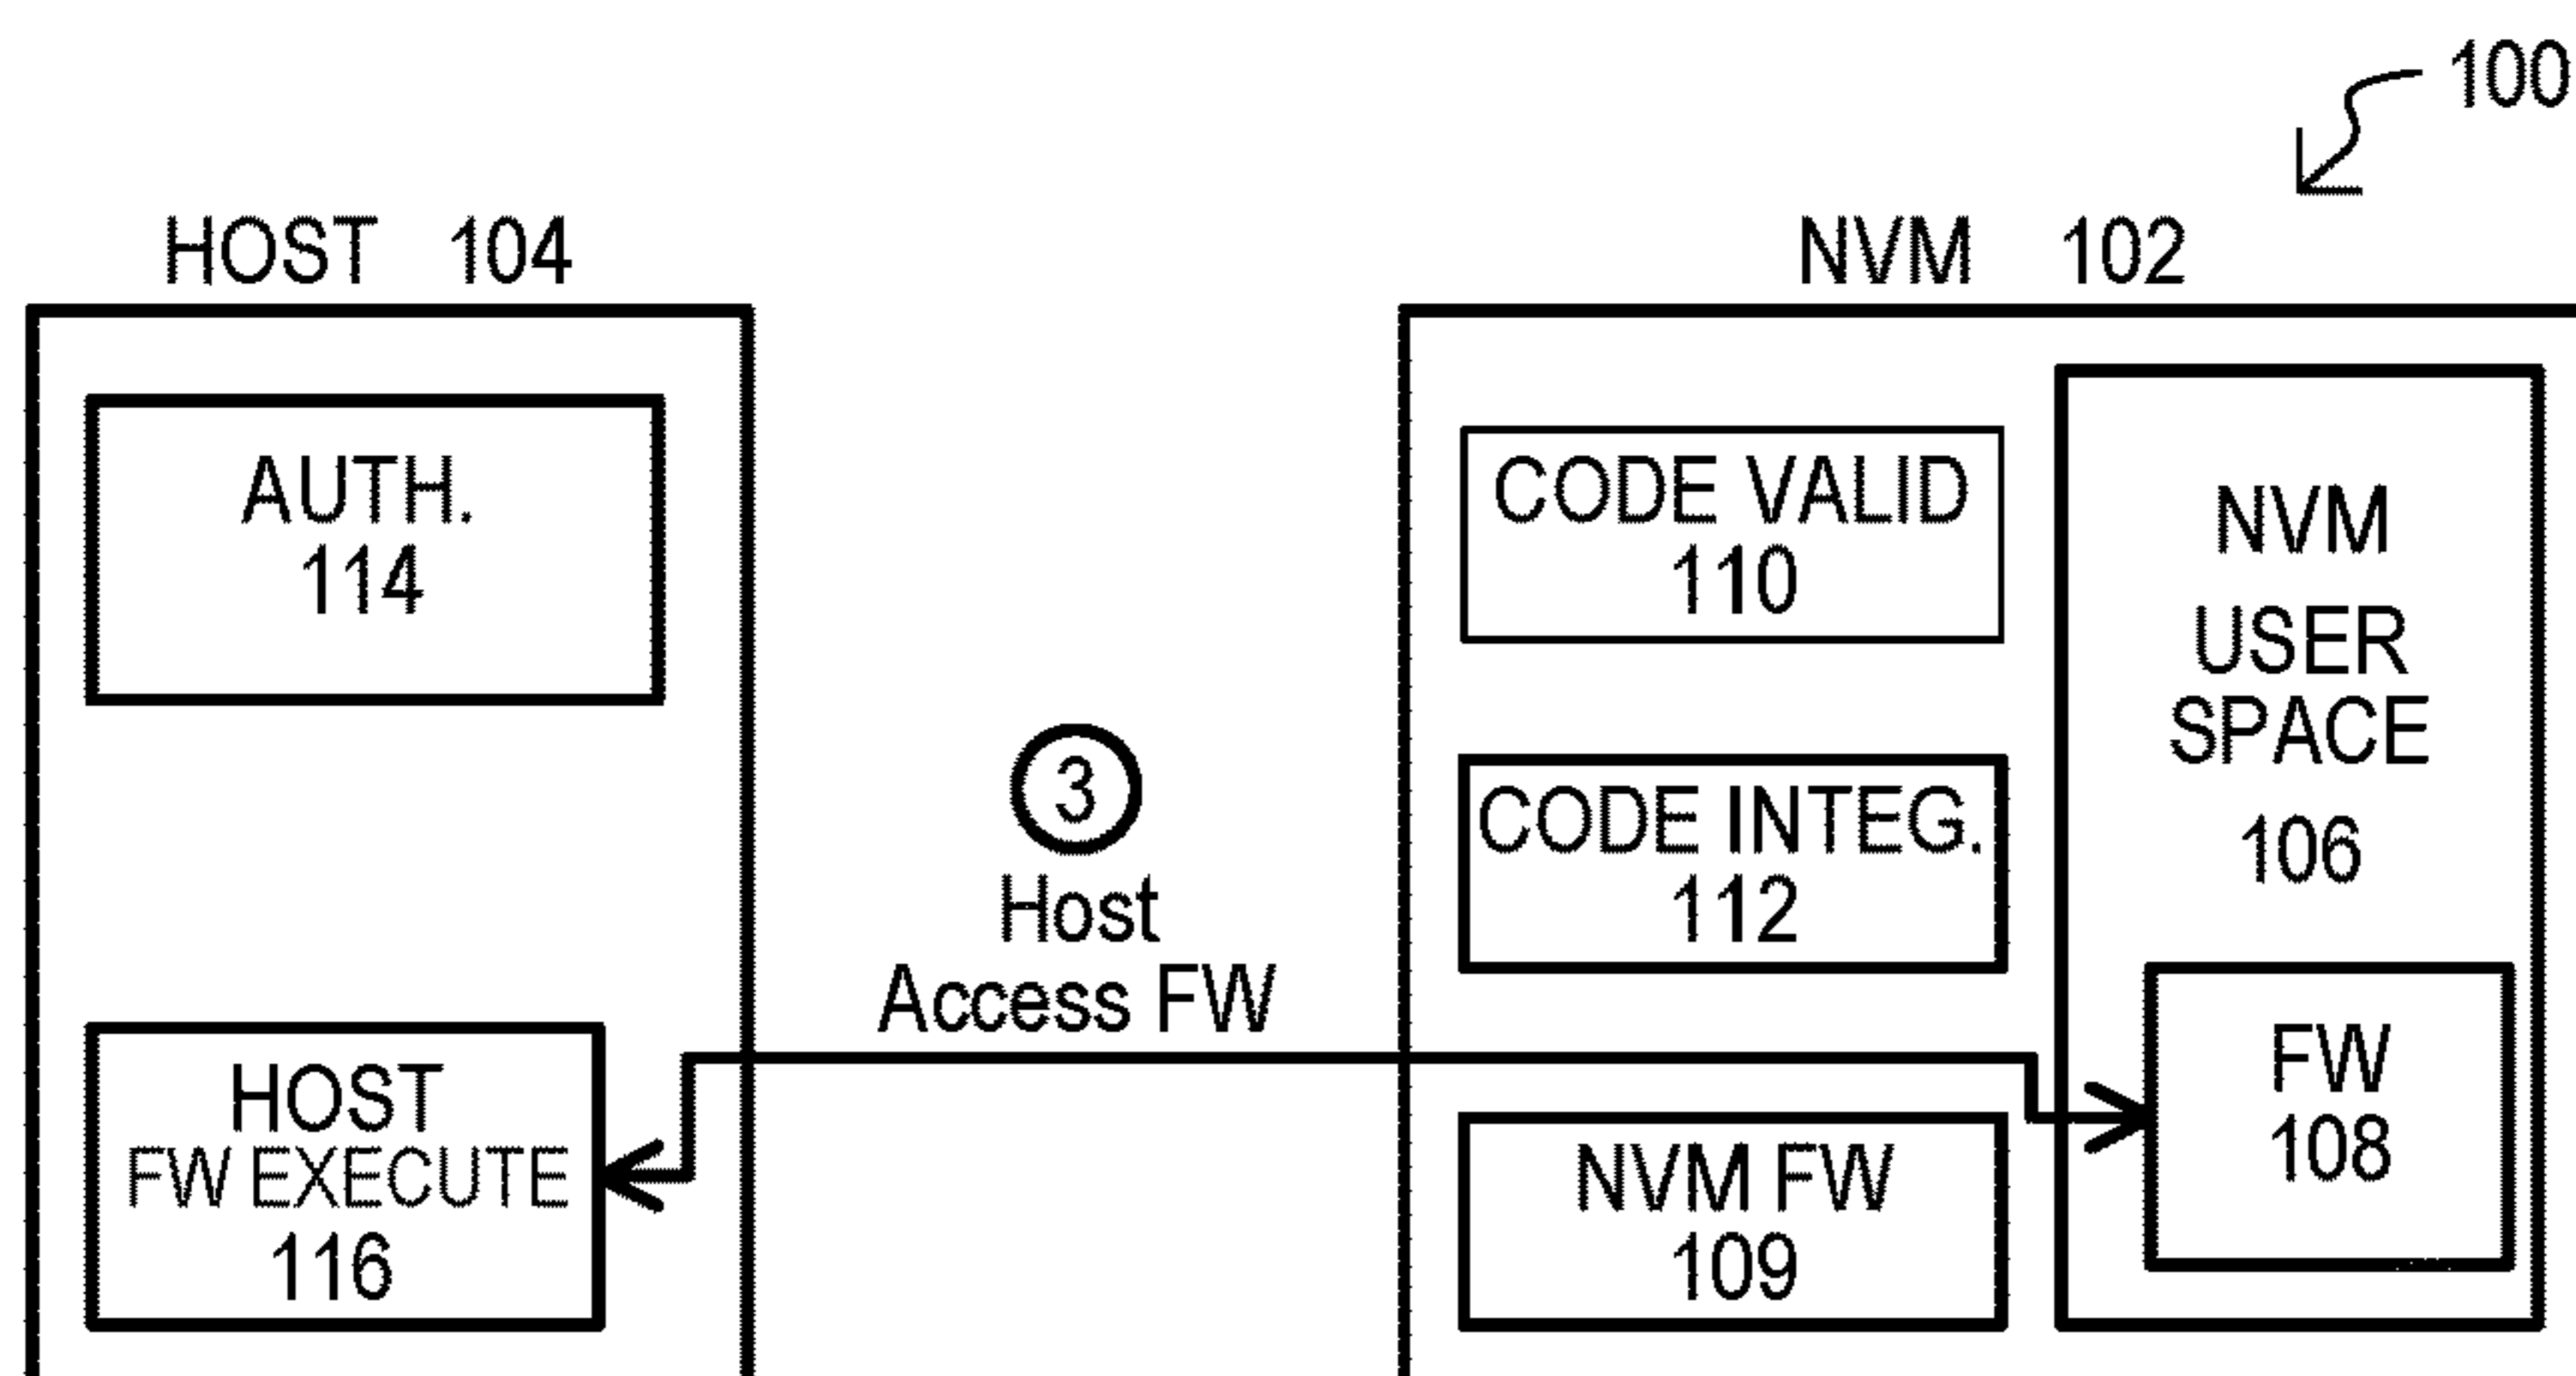 100
HOST 104
NVM 102
AUTH.
114
CODE VALID
110
NVM
USER
SPACE
106
CODE INTEG.
112
3
Host
Access FW
HOST
FW EXECUTE
116
NVM FW
109
FW
108